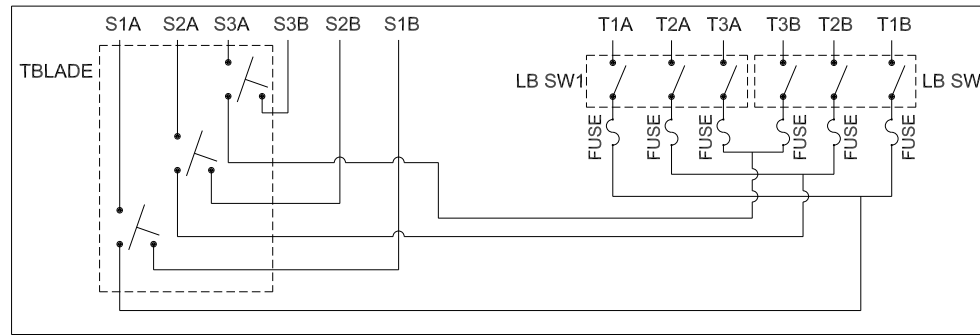 S1A S2A S3A S3B S2B S1B T1A T2A T3A T3B T2B T1B
TBLADE
LB SW1
LB SW
FUSE
FUSE
FUSE
FUSE
FUSE
FUSE